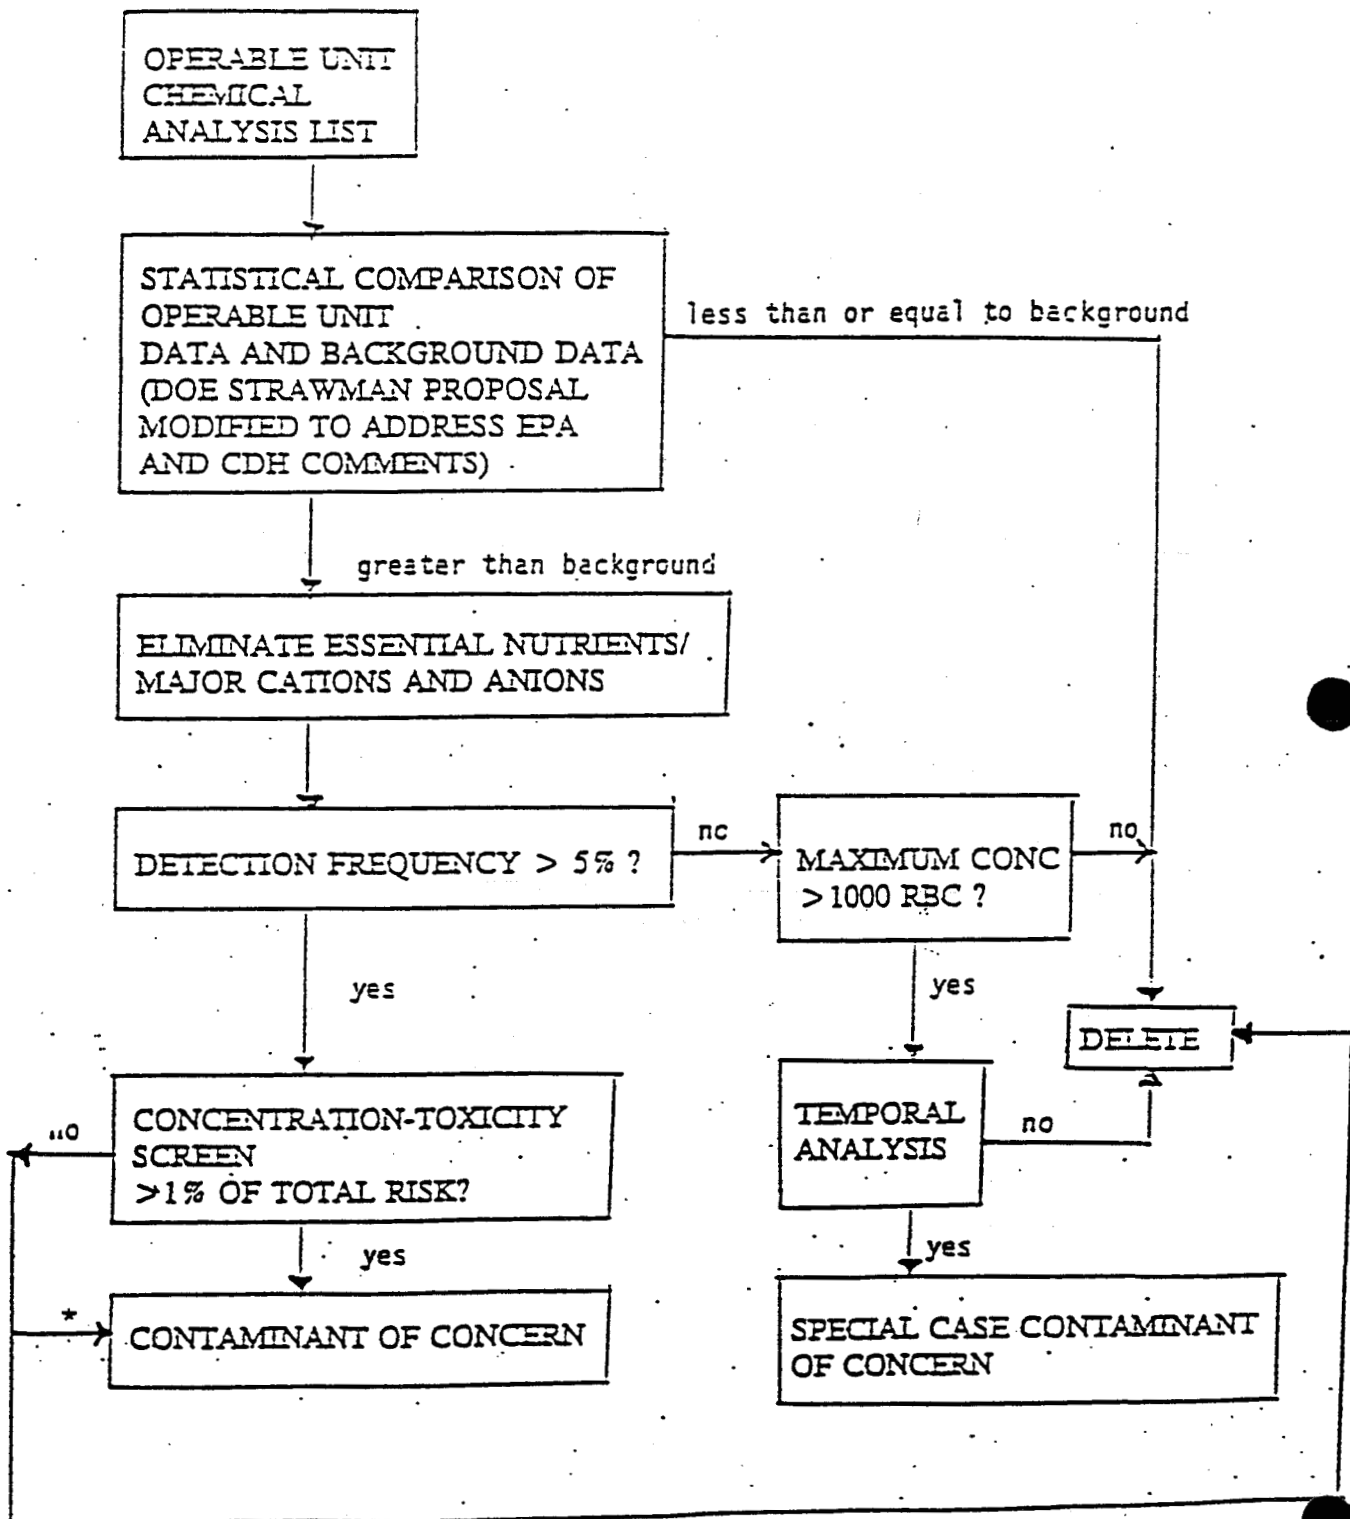 OPERABLE UNIT
CHEMICAL
ANALYSIS LIST
STATISTICAL COMPARISON OF
OPERABLE UNIT
DATA AND BACKGROUND DATA
(DOE STRAWMAN PROPOSAL
MODIFIED TO ADDRESS EPA
AND CDH COMMENTS)
less than or equal to background
greater than background
ELIMINATE ESSENTIAL NUTRIENTS/
MAJOR CATIONS AND ANIONS
DETECTION FREQUENCY > 5% ?
no
MAXIMUM CONC
>1000 RBC ?
no
yes
yes
DELETE
CONCENTRATION-TOXICITY
SCREEN
>1% OF TOTAL RISK?
no
TEMPORAL
ANALYSIS
no
yes
yes
*
CONTAMINANT OF CONCERN
SPECIAL CASE CONTAMINANT
OF CONCERN